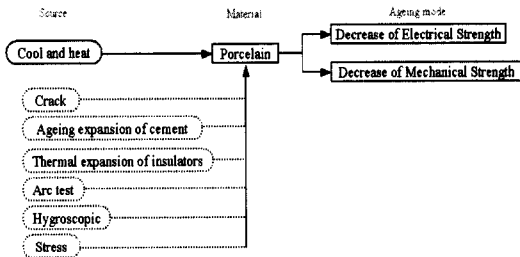 Source Material Ageing mode
Cool and heat
Porcelain
Decrease of Electrical Strength
Decrease of Mechanical Strength
Crack
Ageing expansion of cement
Thermal expansion of insulators
Arc test
Hygroscopic
Stress